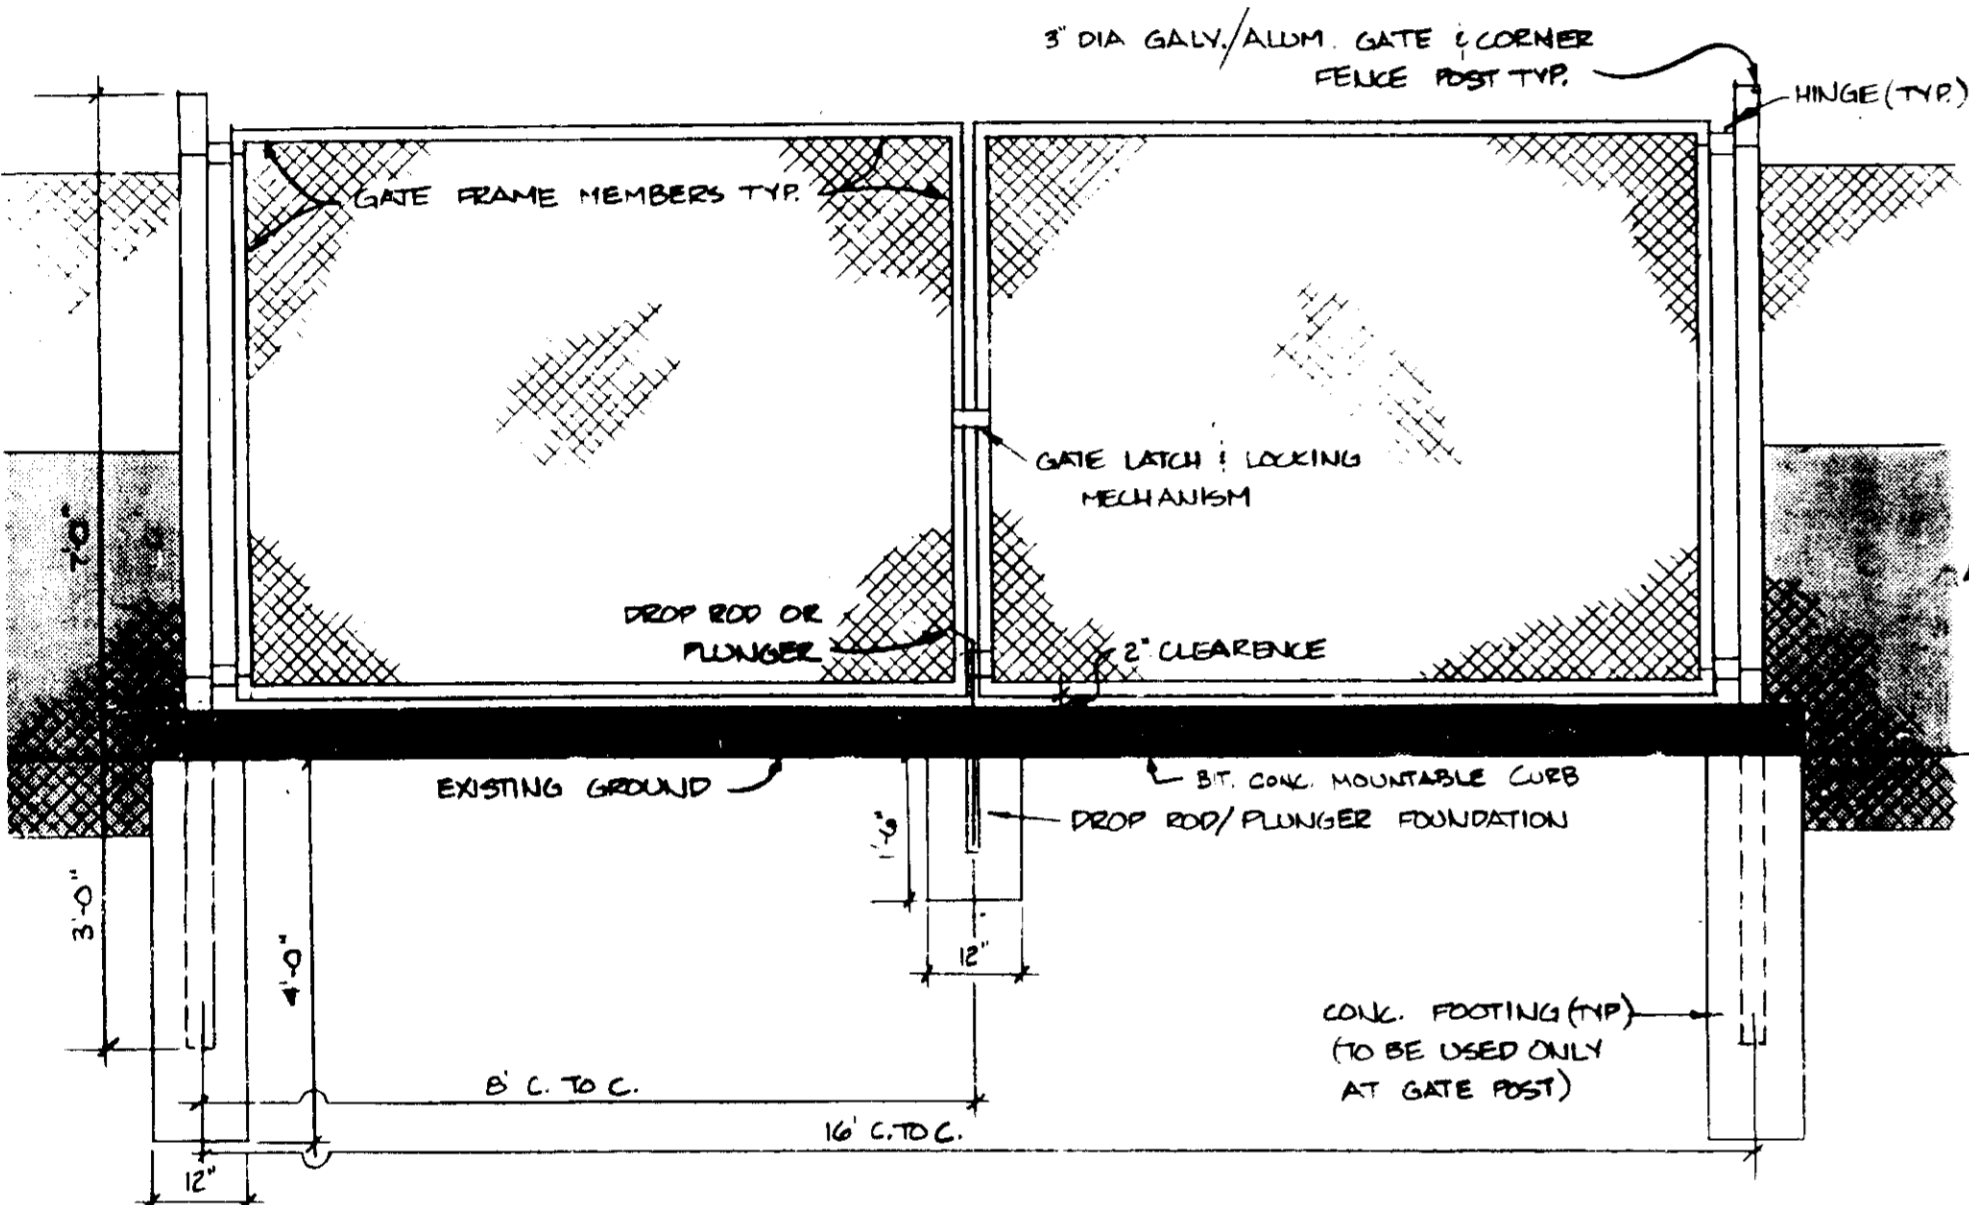 3" DIA GALV./ALUM. GATE & CORNER
FENCE POST TYP.
HINGE (TYP.)
GATE FRAME MEMBERS TYP.
GATE LATCH & LOCKING
MECHANISM
7'-0"
DROP ROD OR
PLUNGER
2" CLEARENCE
EXISTING GROUND
BIT. CONC. MOUNTABLE CURB
DROP ROD/PLUNGER FOUNDATION
1'-6"
3'-0"
4'-0"
12"
CONC. FOOTING (TYP)
(TO BE USED ONLY
AT GATE POST)
8' C. TO C.
16' C. TO C.
12"